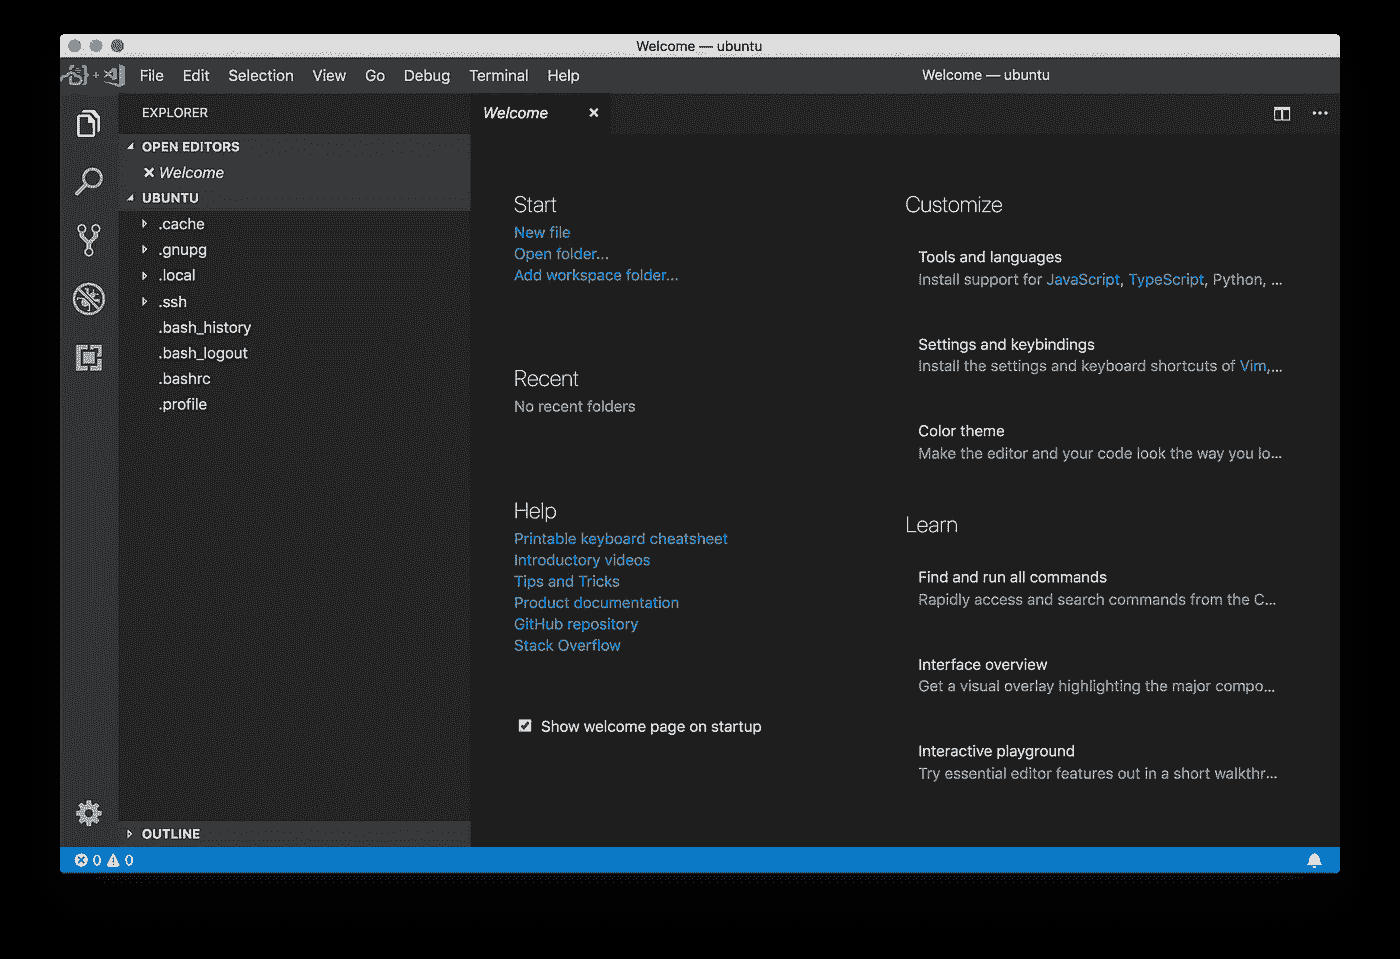 Welcome — ubuntu
File Edit Selection View Go Debug Terminal Help
Welcome — ubuntu
EXPLORER
OPEN EDITORS
Welcome
UBUNTU
.cache
.gnupg
.local
.ssh
.bash_history
.bash_logout
.bashrc
.profile
OUTLINE
Welcome
Start
New file
Open folder...
Add workspace folder...
Recent
No recent folders
Help
Printable keyboard cheatsheet
Introductory videos
Tips and Tricks
Product documentation
GitHub repository
Stack Overflow
Show welcome page on startup
Customize
Tools and languages
Install support for JavaScript, TypeScript, Python, ...
Settings and keybindings
Install the settings and keyboard shortcuts of Vim,...
Color theme
Make the editor and your code look the way you lo...
Learn
Find and run all commands
Rapidly access and search commands from the C...
Interface overview
Get a visual overlay highlighting the major compo...
Interactive playground
Try essential editor features out in a short walkthr...
0 0